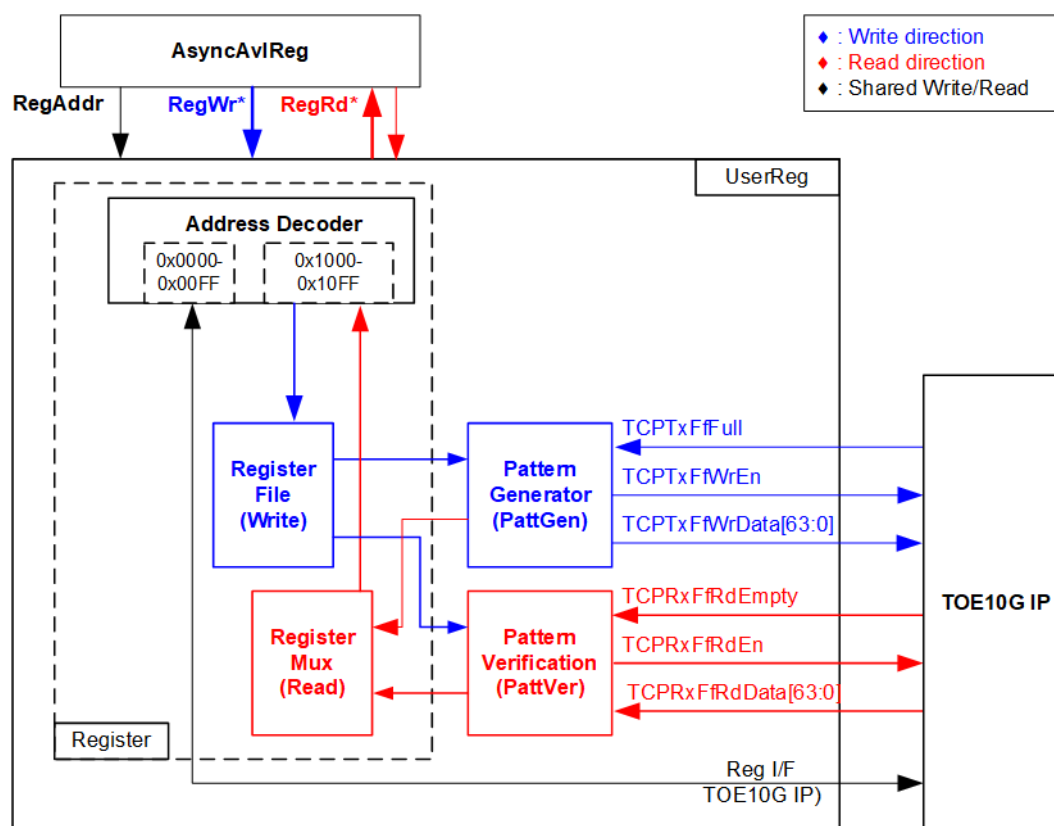 AsyncAvlReg
♦ : Write direction
♦ : Read direction
♦ : Shared Write/Read
RegAddr
RegWr*
RegRd*
UserReg
Address Decoder
0x0000-
0x00FF
0x1000-
0x10FF
Register
File
(Write)
Pattern
Generator
(PattGen)
TCPTxFfFull
TCPTxFfWrEn
TCPTxFfWrData[63:0]
Register
Mux
(Read)
Pattern
Verification
(PattVer)
TCPRxFfRdEmpty
TCPRxFfRdEn
TCPRxFfRdData[63:0]
TOE10G IP
Register
Reg I/F
TOE10G IP)